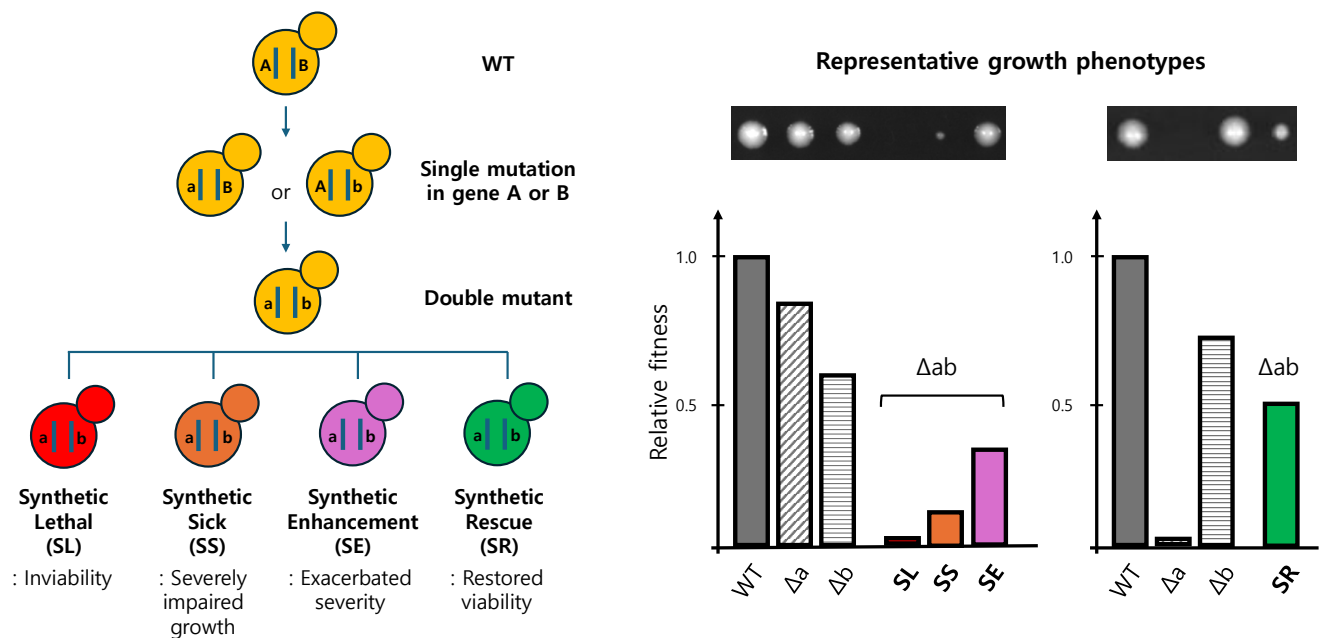 A B
WT
a B
or
A b
Single mutation
in gene A or B
a b
Double mutant
a b
a b
a b
a b
Synthetic
Lethal
(SL)
: Inviability
Synthetic
Sick
(SS)
: Severely
impaired
growth
Synthetic
Enhancement
(SE)
: Exacerbated
severity
Synthetic
Rescue
(SR)
: Restored
viability
Representative growth phenotypes
Relative fitness
1.0
0.5
Δab
WT
Δa
Δb
SL
SS
SE
1.0
0.5
Δab
WT
Δa
Δb
SR